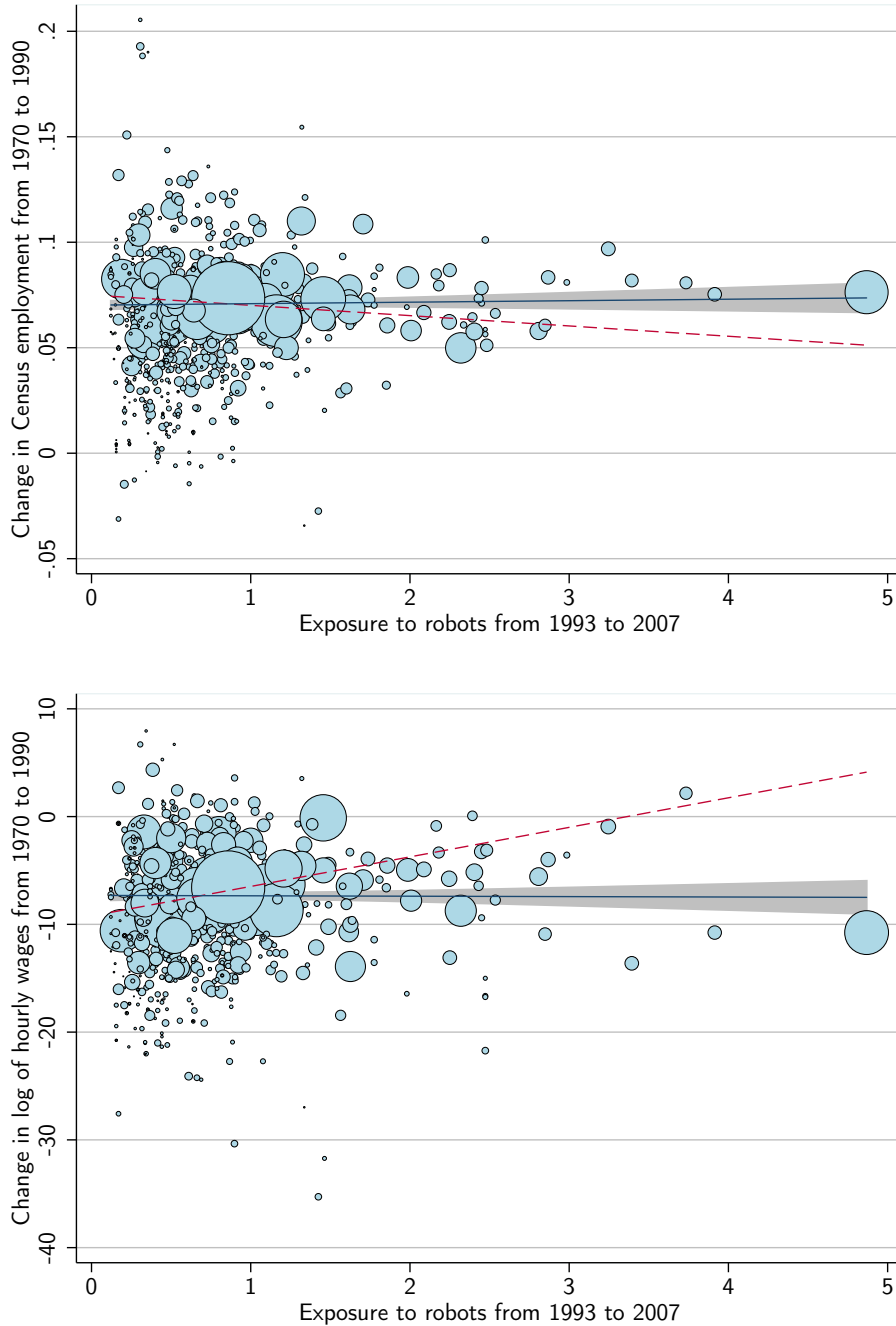 Change in Census employment from 1970 to 1990
.2
.15
.1
.05
0
-.05
0 1 2 3 4 5
Exposure to robots from 1993 to 2007
Change in log of hourly wages from 1970 to 1990
10
0
-10
-20
-30
-40
0 1 2 3 4 5
Exposure to robots from 1993 to 2007